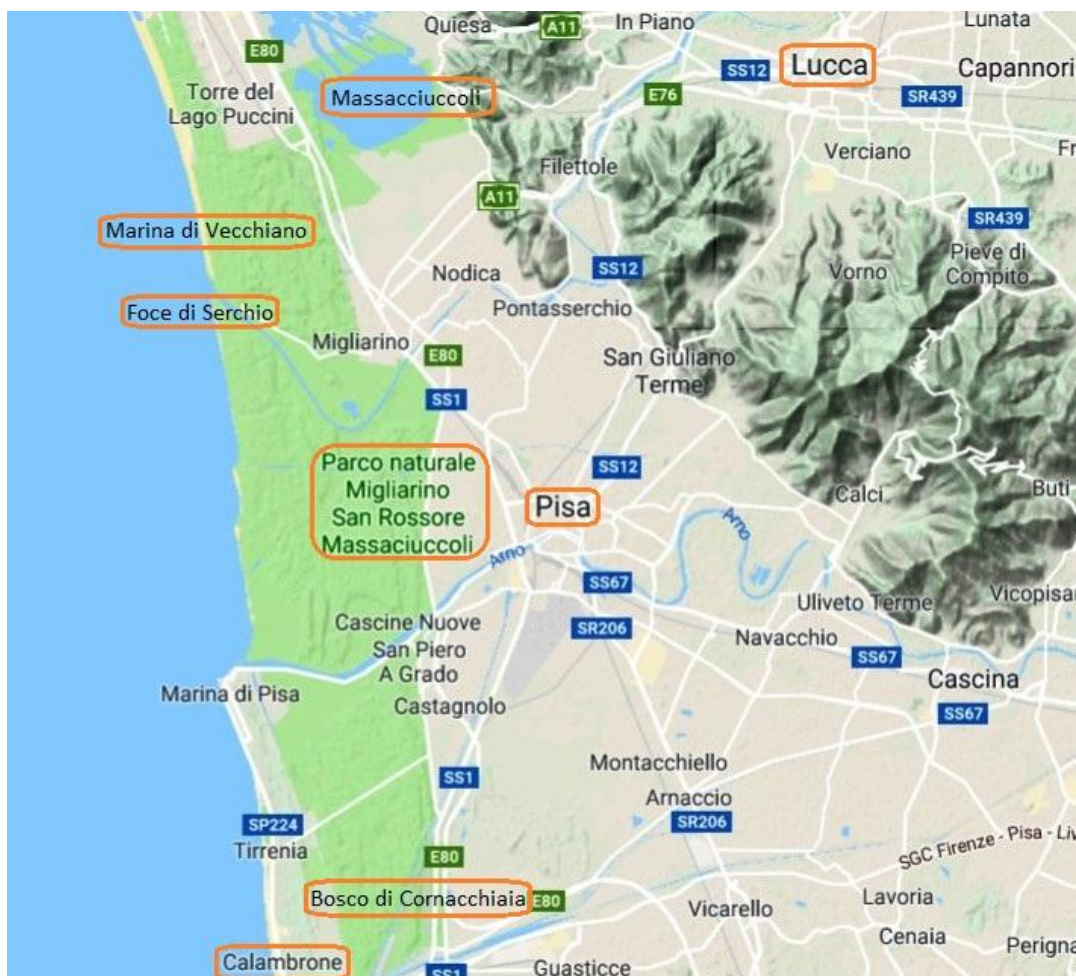 Quiesa
A11
In Piano
Lunata
E80
SS12
Lucca
Capannori
Torre del
Lago Puccini
Massacciuccoli
E76
SR439
Verciano
Filettole
A11
SR439
Marina di Vecchiano
Pieve di
Compito
Nodica
SS12
Vorno
Foce di Serchio
Pontasserchio
Migliarino
E80
San Giuliano
Terme
SS1
Parco naturale
Migliarino
San Rossore
Massaciuccoli
SS12
Pisa
Calci
Buti
Arno
Arno
SS67
Uliveto Terme
Vicopisa
Cascine Nuove
SR206
Navacchio
San Piero
A Grado
SS67
Cascina
Marina di Pisa
Castagnolo
SS67
Montacchiello
SS1
Arnaccio
SP224
SR206
Tirrenia
E80
SGC Firenze - Pisa - Liv
Bosco di Cornacchiaia
E80
Vicarello
Lavoria
Cenaia
Perigna
Calambrone
SS1
Guasticce